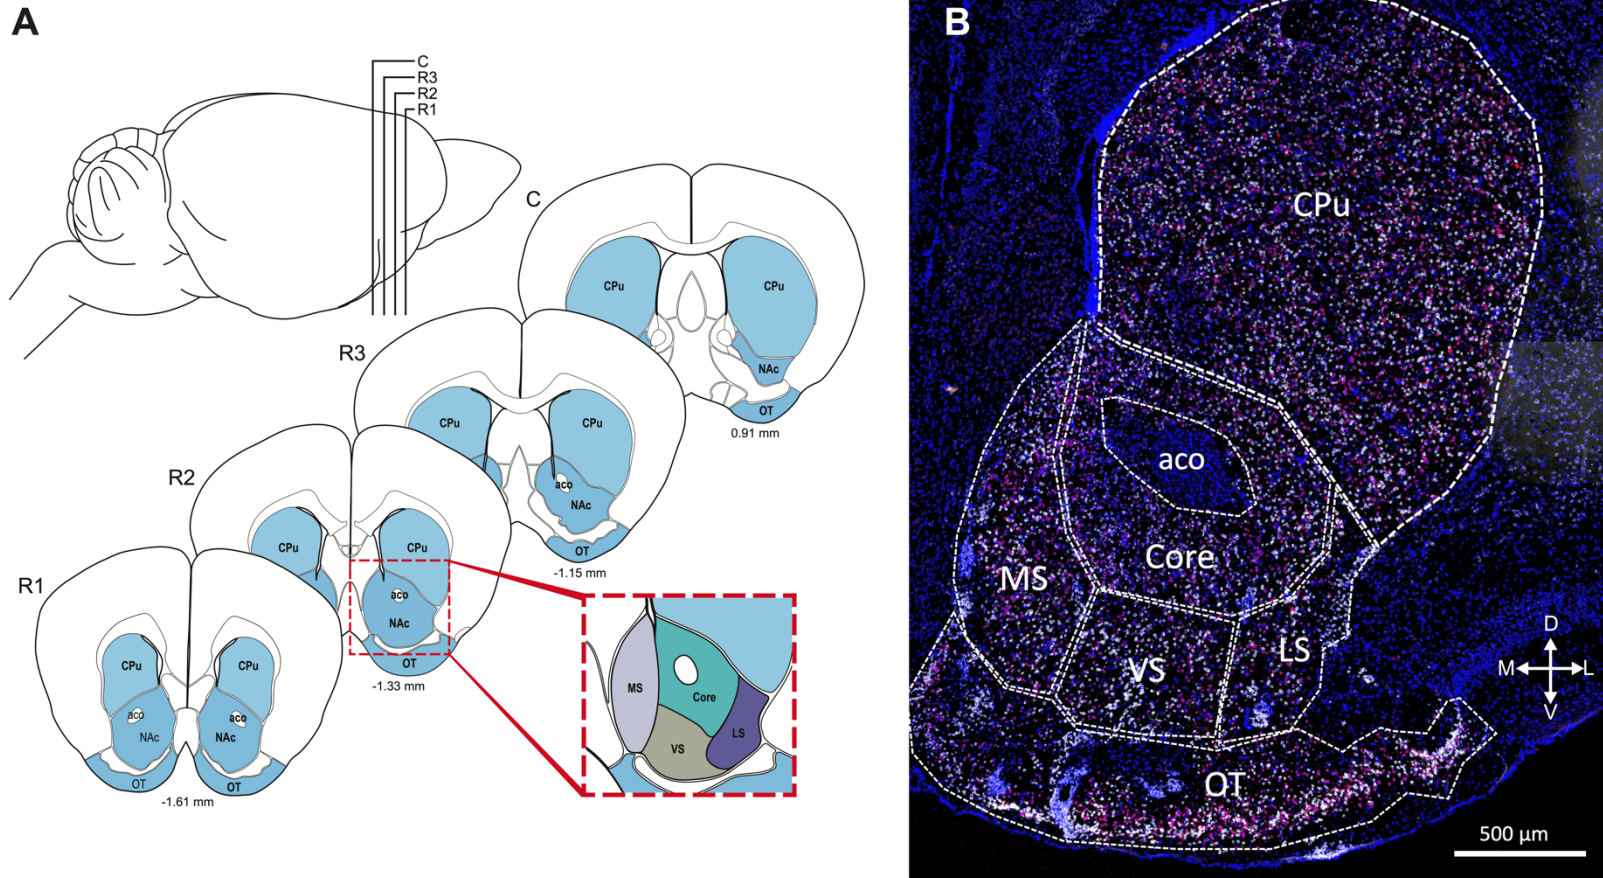 A
C
R3
R2
R1
C
CPu
CPu
NAc
OT
0.91 mm
R3
CPu
CPu
aco
NAc
OT
-1.15 mm
R2
CPu
CPu
aco
NAc
OT
-1.33 mm
R1
CPu
CPu
aco
aco
NAc
NAc
OT
OT
-1.61 mm
MS
Core
LS
VS
B
CPu
aco
Core
MS
VS
LS
OT
D
M
L
V
500 µm